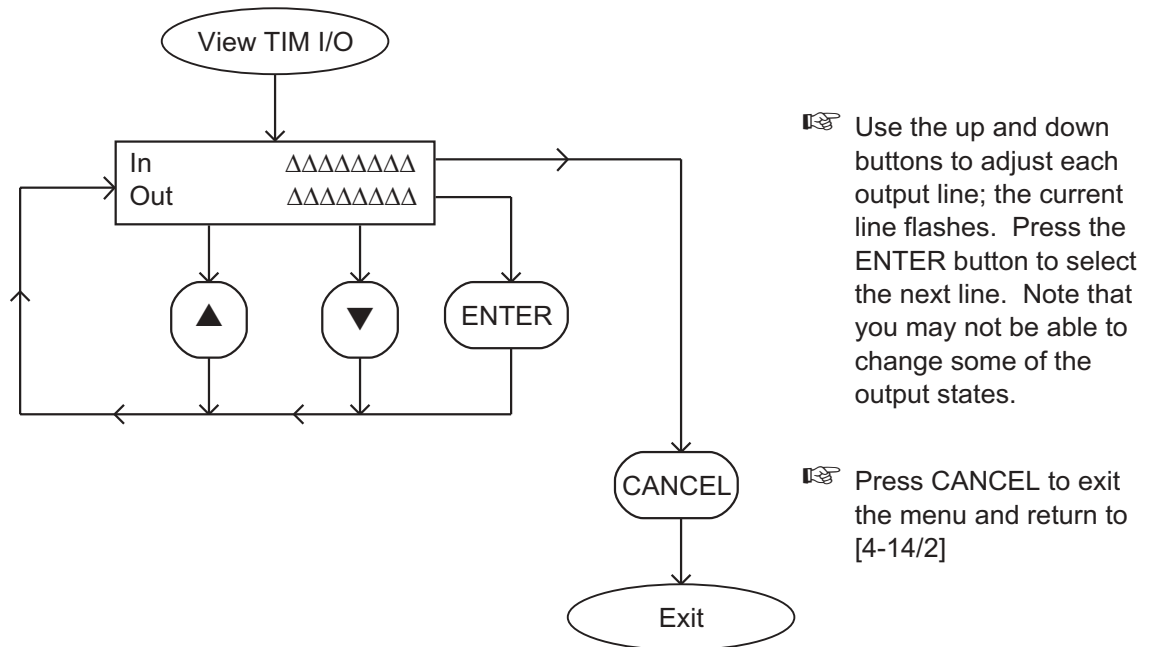 View TIM I/O
In ΔΔΔΔΔΔΔΔ
Out ΔΔΔΔΔΔΔΔ
▲ ▼ ENTER
CANCEL
Exit
☞ Use the up and down
buttons to adjust each
output line; the current
line flashes. Press the
ENTER button to select
the next line. Note that
you may not be able to
change some of the
output states.
☞ Press CANCEL to exit
the menu and return to
[4-14/2]